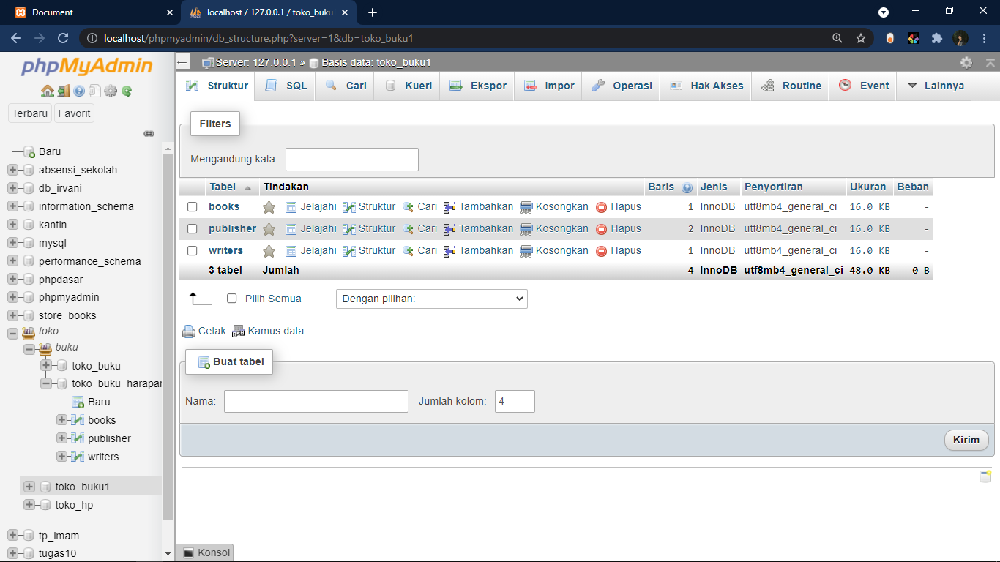 Document
localhost / 127.0.0.1 / toko_buku
localhost/phpmyadmin/db_structure.php?server=1&db=toko_buku1
phpMyAdmin
Terbaru Favorit
Baru
absensi_sekolah
db_irvani
information_schema
kantin
mysql
performance_schema
phpdasar
phpmyadmin
store_books
toko
buku
toko_buku
toko_buku_harapan
Baru
books
publisher
writers
toko_buku1
toko_hp
tp_imam
tugas10
Server: 127.0.0.1 » Basis data: toko_buku1
Struktur SQL Cari Kueri Ekspor Impor Operasi Hak Akses Routine Event Lainnya
Filters
Mengandung kata:
Tabel Tindakan Baris Jenis Penyortiran Ukuran Beban
books Jelajahi Struktur Cari Tambahkan Kosongkan Hapus 1 InnoDB utf8mb4_general_ci 16.0 KB -
publisher Jelajahi Struktur Cari Tambahkan Kosongkan Hapus 2 InnoDB utf8mb4_general_ci 16.0 KB -
writers Jelajahi Struktur Cari Tambahkan Kosongkan Hapus 1 InnoDB utf8mb4_general_ci 16.0 KB -
3 tabel Jumlah 4 InnoDB utf8mb4_general_ci 48.0 KB 0 B
Pilih Semua Dengan pilihan:
Cetak Kamus data
Buat tabel
Nama: Jumlah kolom: 4
Kirim
Konsol